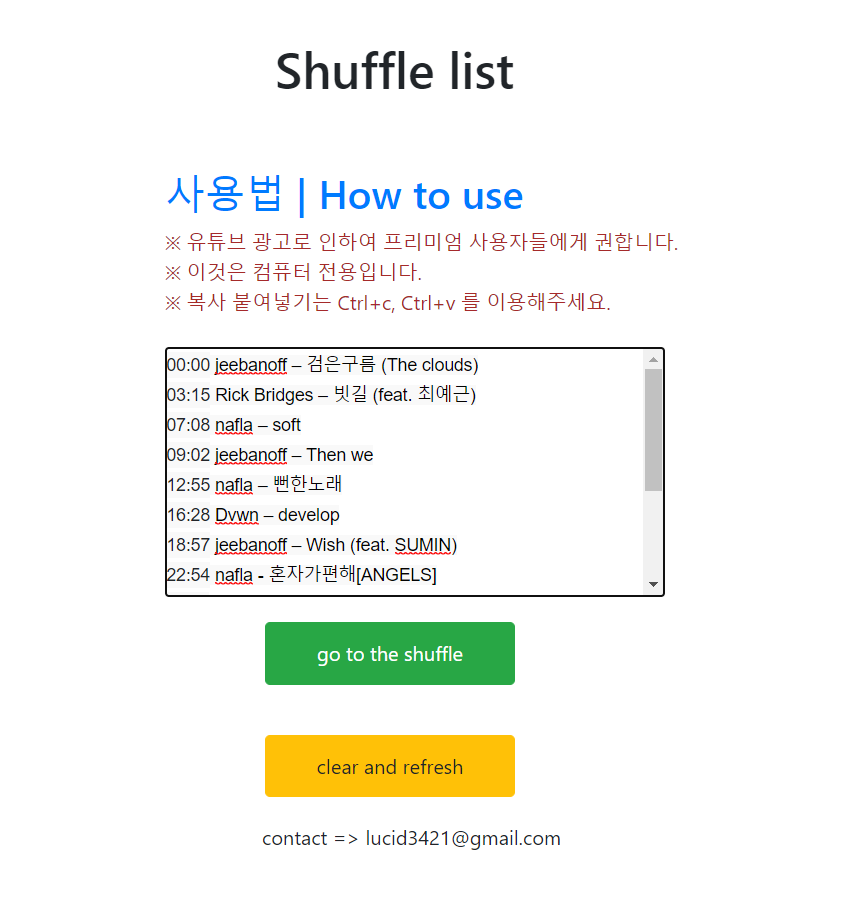 Shuffle list
사용법 | How to use
※ 유튜브 광고로 인하여 프리미엄 사용자들에게 권합니다.
※ 이것은 컴퓨터 전용입니다.
※ 복사 붙여넣기는 Ctrl+c, Ctrl+v 를 이용해주세요.
00:00 jeebanoff – 검은구름 (The clouds)
03:15 Rick Bridges – 빗길 (feat. 최예근)
07:08 nafla – soft
09:02 jeebanoff – Then we
12:55 nafla – 뻔한노래
16:28 Dvwn – develop
18:57 jeebanoff – Wish (feat. SUMIN)
22:54 nafla - 혼자가편해[ANGELS]
go to the shuffle
clear and refresh
contact => lucid3421@gmail.com